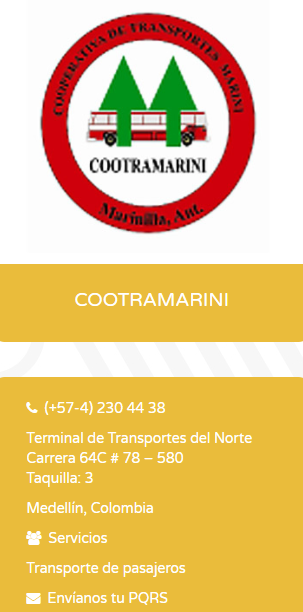 COOPERATIVA DE TRANSPORTES MARINI
COOTRAMARINI
Marinilla, Ant.
COOTRAMARINI
(+57-4) 230 44 38
Terminal de Transportes del Norte
Carrera 64C # 78 – 580
Taquilla: 3
Medellín, Colombia
Servicios
Transporte de pasajeros
Envíanos tu PQRS